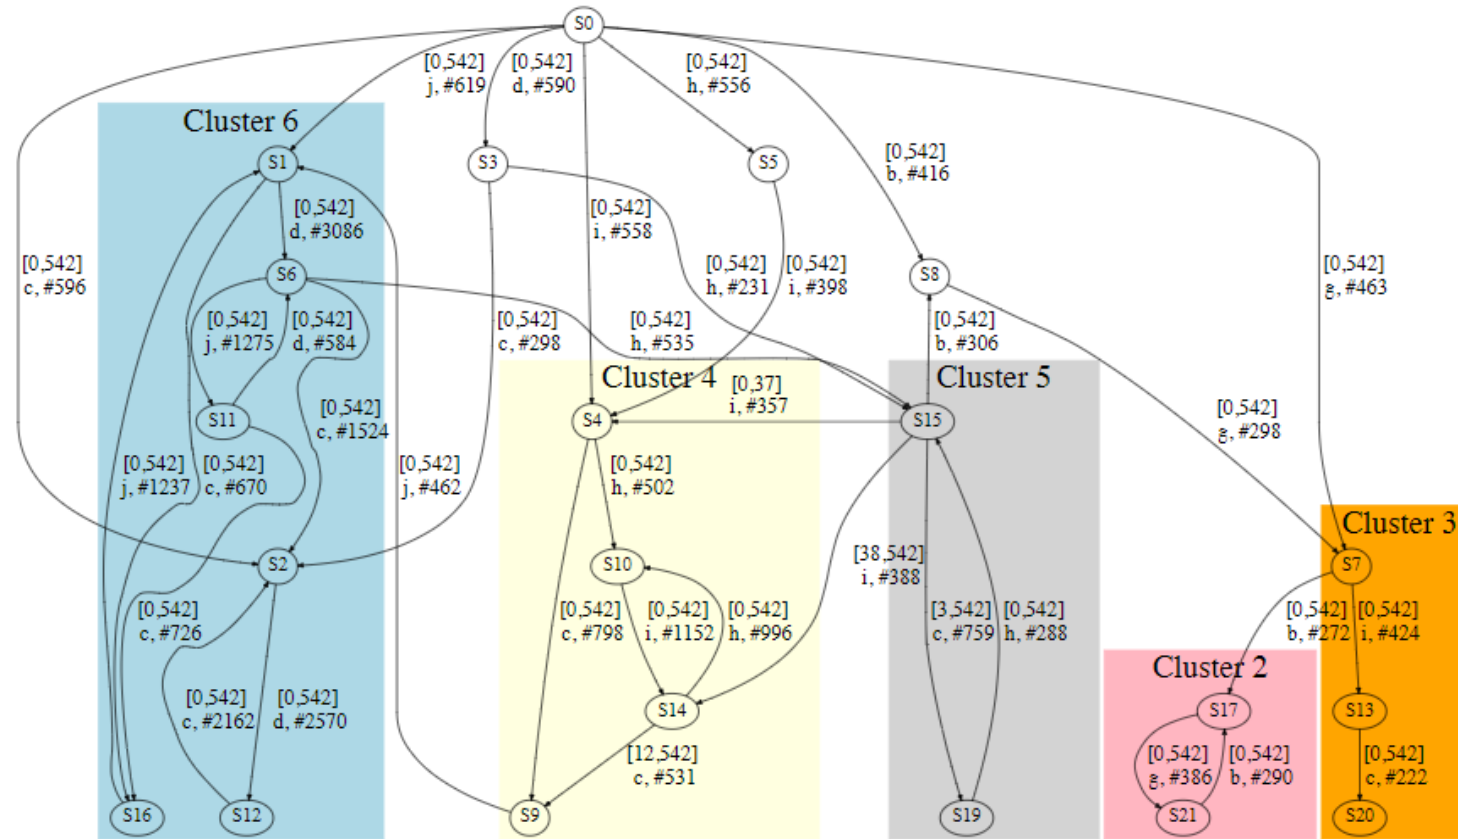 S0
[0,542]
j, #619
[0,542]
d, #590
[0,542]
h, #556
Cluster 6
S1
S3
S5
[0,542]
b, #416
[0,542]
d, #3086
[0,542]
i, #558
[0,542]
c, #596
S6
[0,542]
h, #231
[0,542]
i, #398
S8
[0,542]
g, #463
[0,542]
j, #1275
[0,542]
d, #584
[0,542]
c, #298
[0,542]
h, #535
[0,542]
b, #306
Cluster 4
Cluster 5
[0,37]
i, #357
S11
S4
S15
[0,542]
c, #1524
[0,542]
g, #298
[0,542]
j, #1237
[0,542]
c, #670
[0,542]
j, #462
[0,542]
h, #502
Cluster 3
S2
S10
[38,542]
i, #388
S7
[0,542]
c, #726
[0,542]
c, #798
[0,542]
i, #1152
[0,542]
h, #996
[3,542]
c, #759
[0,542]
h, #288
[0,542]
b, #272
[0,542]
i, #424
Cluster 2
[0,542]
c, #2162
[0,542]
d, #2570
S14
S17
S13
[12,542]
c, #531
[0,542]
g, #386
[0,542]
b, #290
[0,542]
c, #222
S16
S12
S9
S19
S21
S20